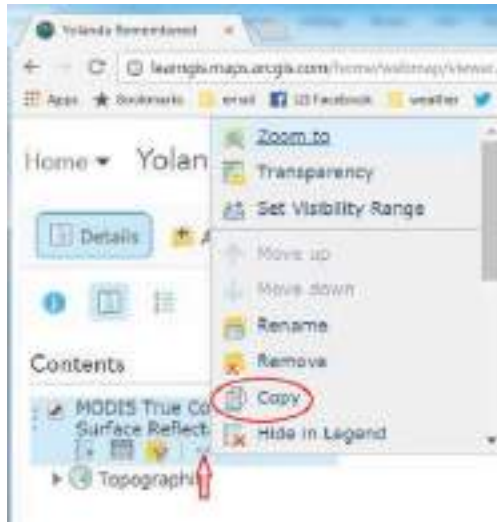 Yolanda Remembered
learngis.maps.arcgis.com/home/webmap/viewer.
Apps Bookmarks email (2) Facebook weather
Home Yolan
Details A
Contents
MODIS True Co
Surface Reflect
Topographi
Zoom to
Transparency
Set Visibility Range
Move up
Move down
Rename
Remove
Copy
Hide in Legend